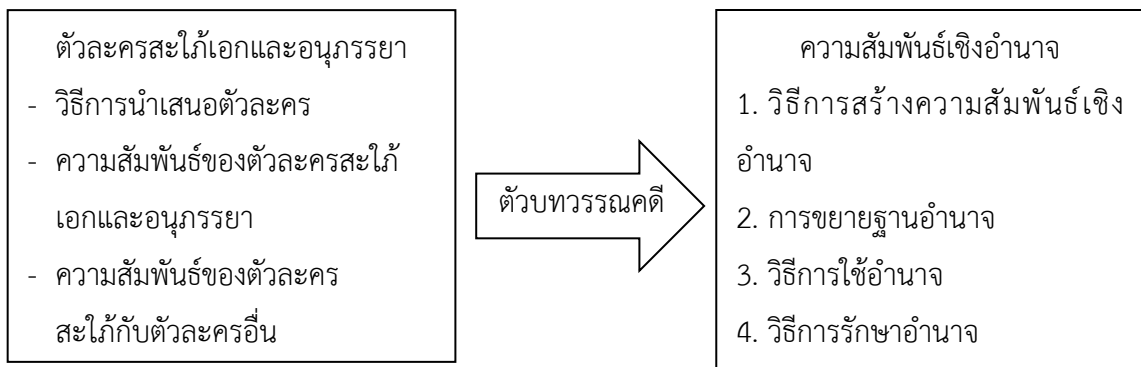 ตัวละครสะใภ้เอกและอนุภรรยา
- วิธีการนำเสนอตัวละคร
- ความสัมพันธ์ของตัวละครสะใภ้
เอกและอนุภรรยา
- ความสัมพันธ์ของตัวละคร
สะใภ้กับตัวละครอื่น
ตัวบทวรรณคดี
ความสัมพันธ์เชิงอำนาจ
1. วิธีการสร้างความสัมพันธ์เชิง
อำนาจ
2. การขยายฐานอำนาจ
3. วิธีการใช้อำนาจ
4. วิธีการรักษาอำนาจ